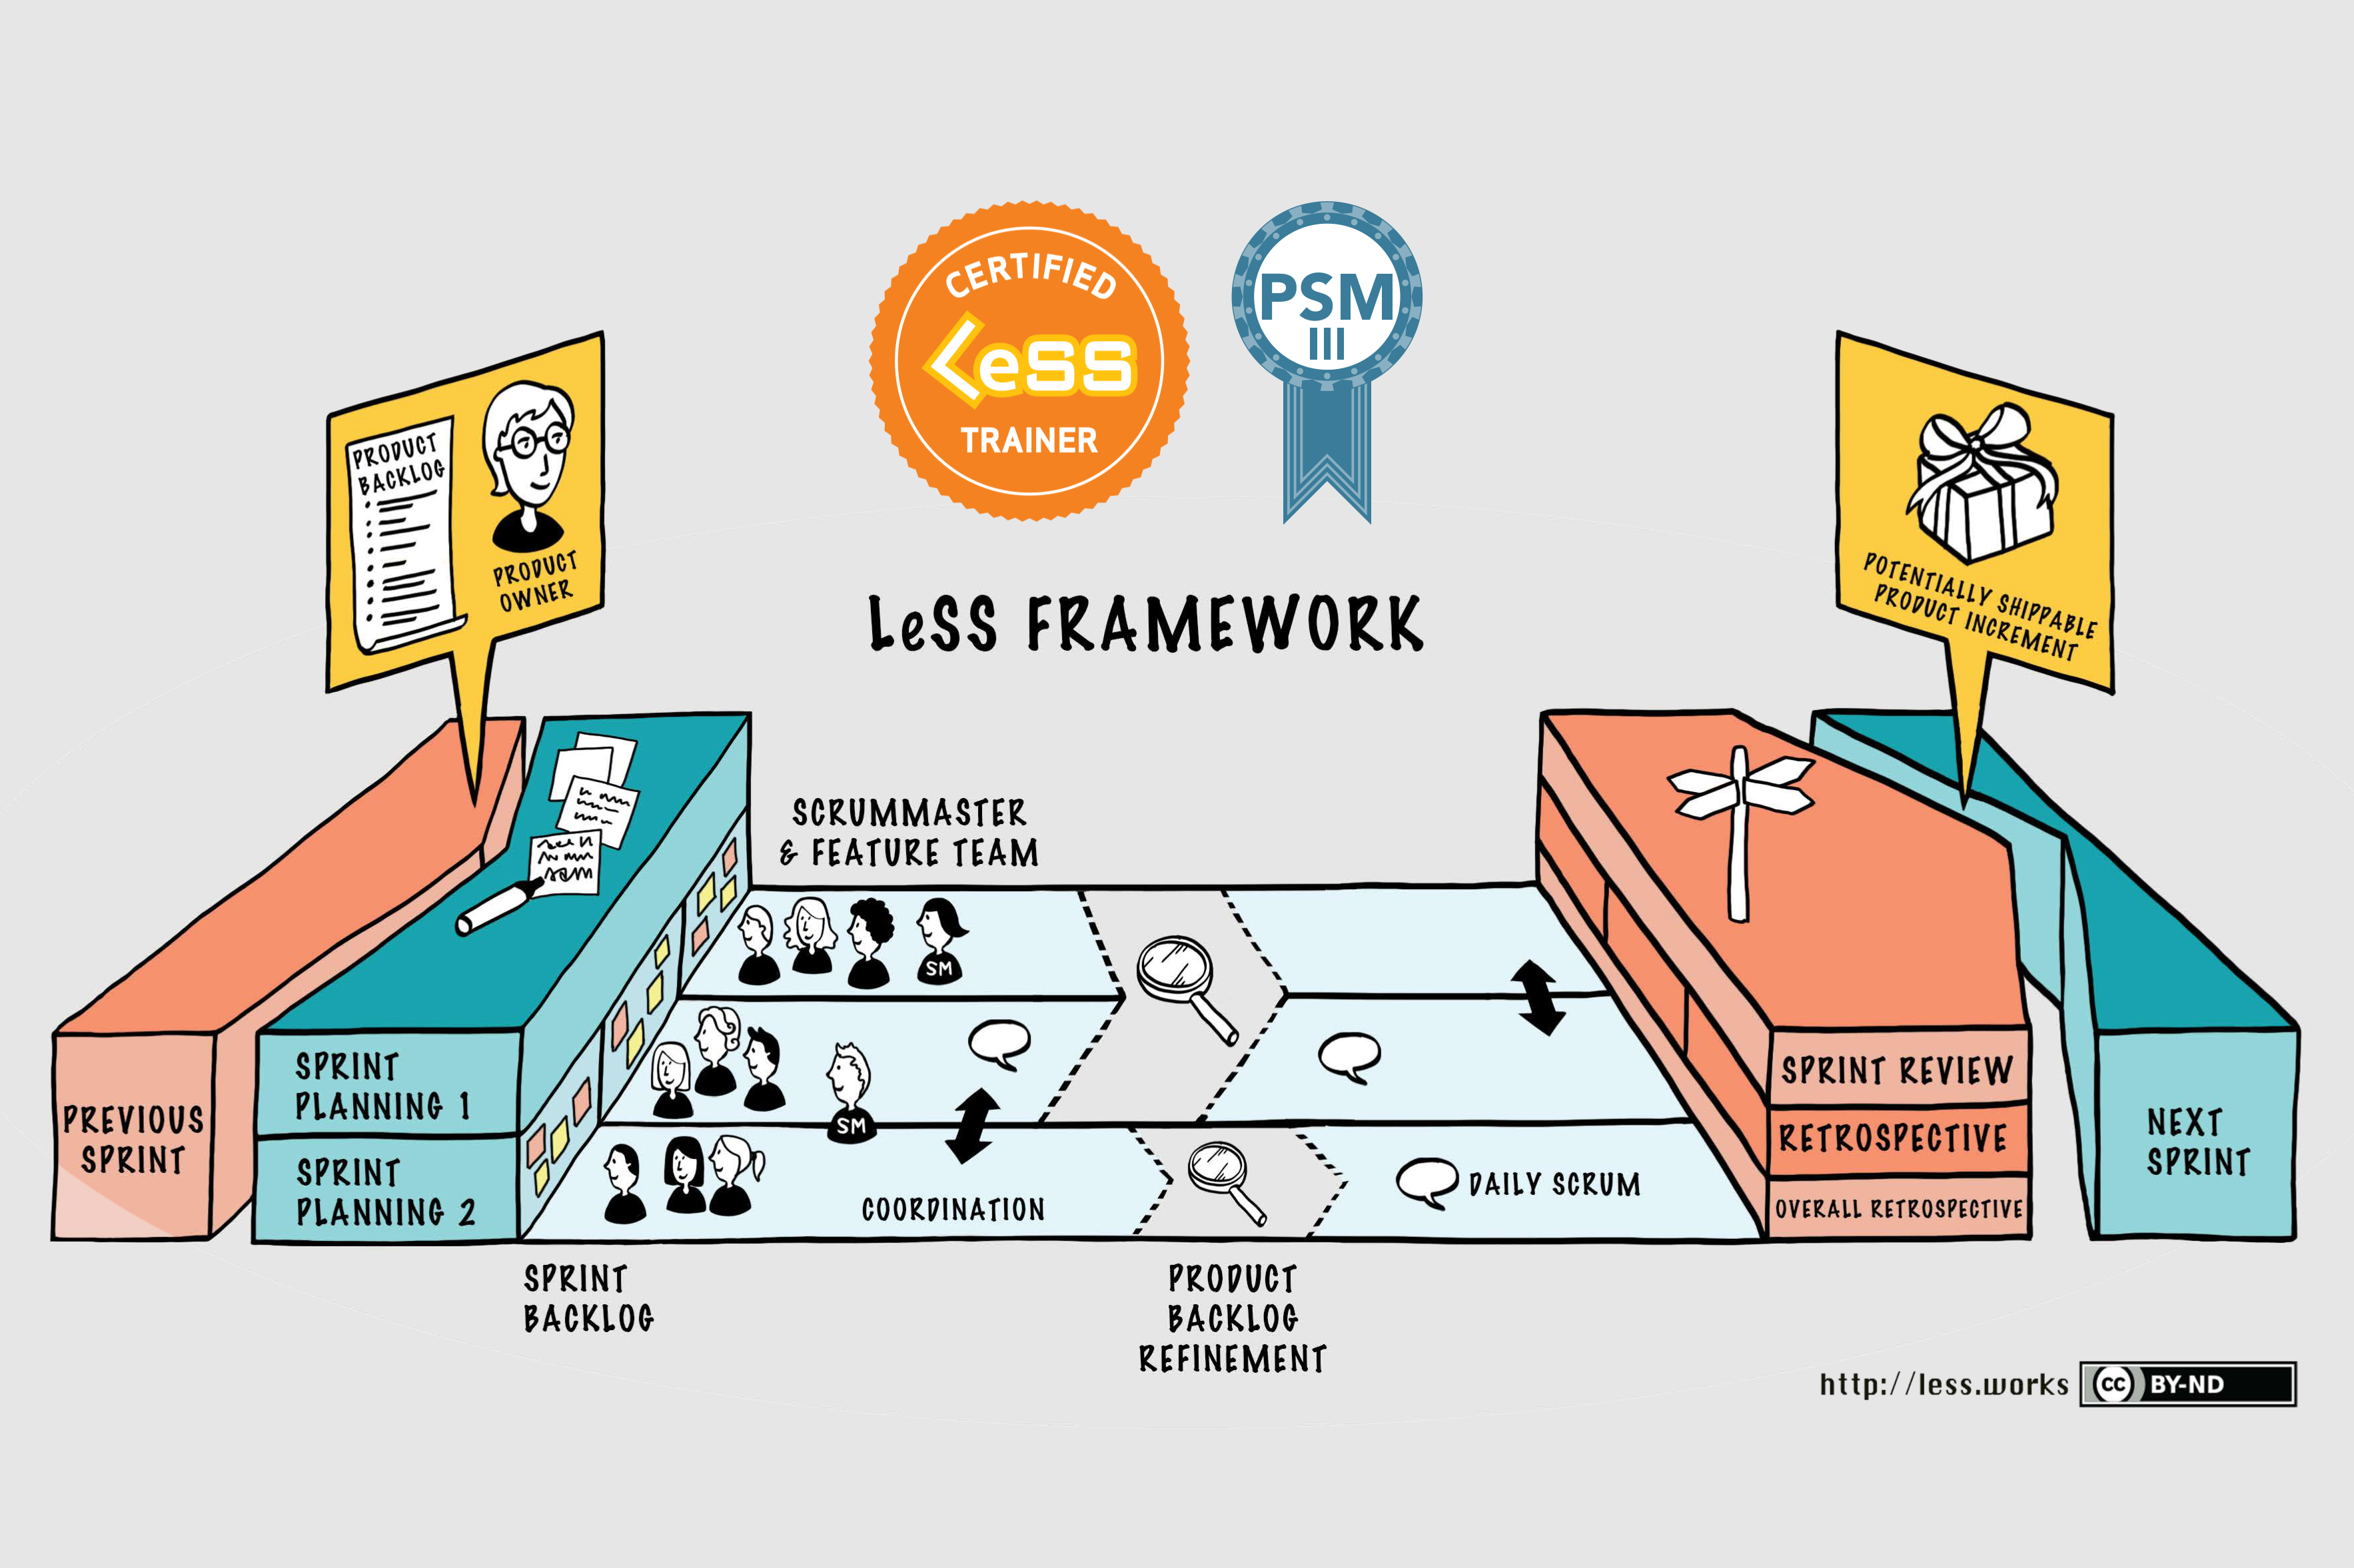 CERTIFIED
LeSS
TRAINER
PSM
III
PRODUCT
BACKLOG
PRODUCT
OWNER
POTENTIALLY SHIPPABLE
PRODUCT INCREMENT
LeSS FRAMEWORK
SCRUMMASTER
& FEATURE TEAM
SM
SM
PREVIOUS
SPRINT
SPRINT
PLANNING 1
SPRINT
PLANNING 2
COORDINATION
DAILY SCRUM
SPRINT REVIEW
RETROSPECTIVE
OVERALL RETROSPECTIVE
NEXT
SPRINT
SPRINT
BACKLOG
PRODUCT
BACKLOG
REFINEMENT
http://less.works
cc BY-ND